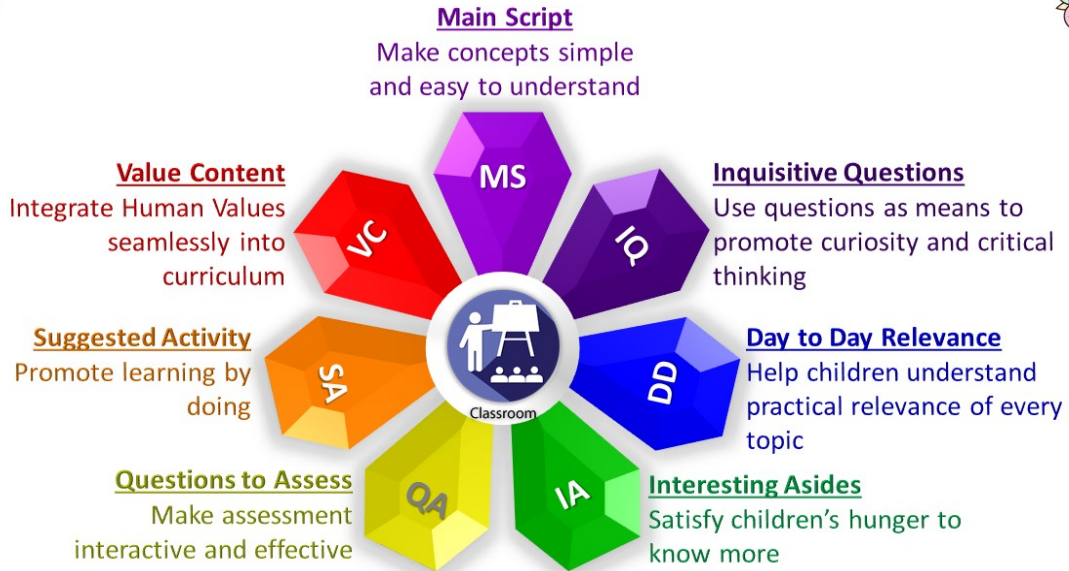 Main Script
Make concepts simple
and easy to understand
MS
Inquisitive Questions
Use questions as means to
promote curiosity and critical
thinking
IQ
Day to Day Relevance
Help children understand
practical relevance of every
topic
DD
Interesting Asides
Satisfy children's hunger to
know more
IA
Questions to Assess
Make assessment
interactive and effective
QA
Suggested Activity
Promote learning by
doing
SA
Value Content
Integrate Human Values
seamlessly into
curriculum
VC
Classroom